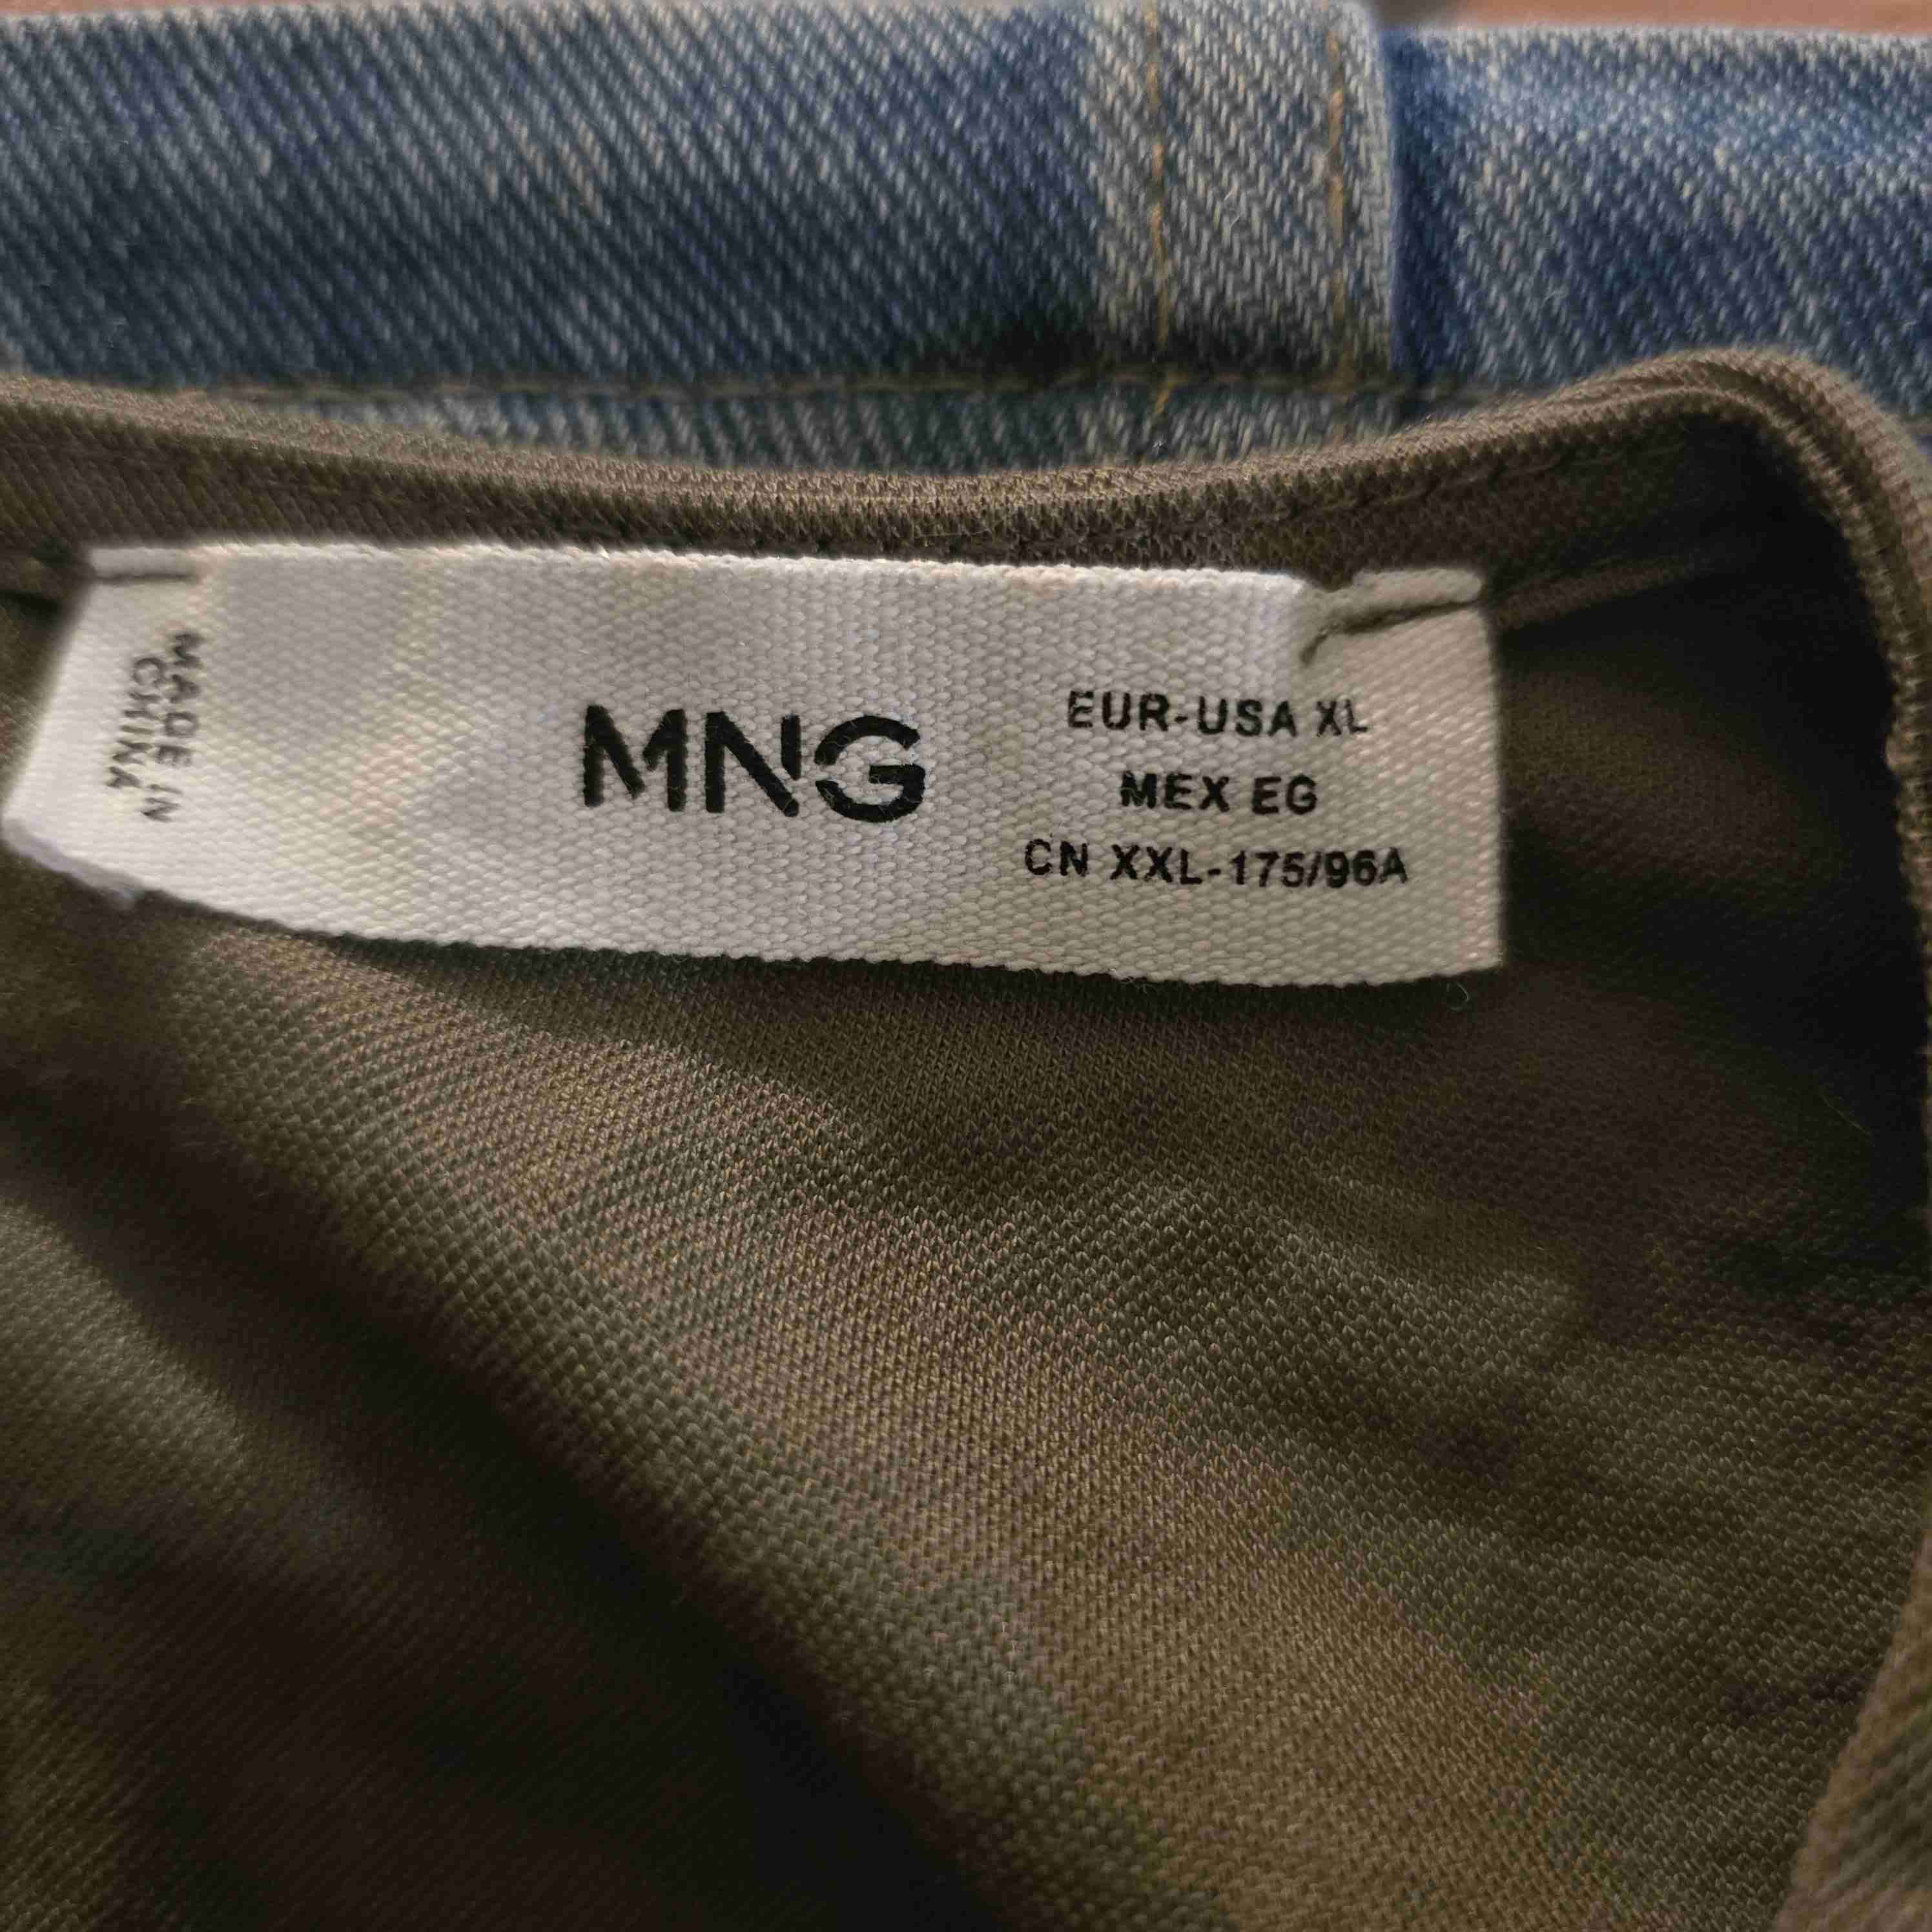 MADE IN
CHINA
MNG
EUR-USA XL
MEX EG
CN XXL-175/96A